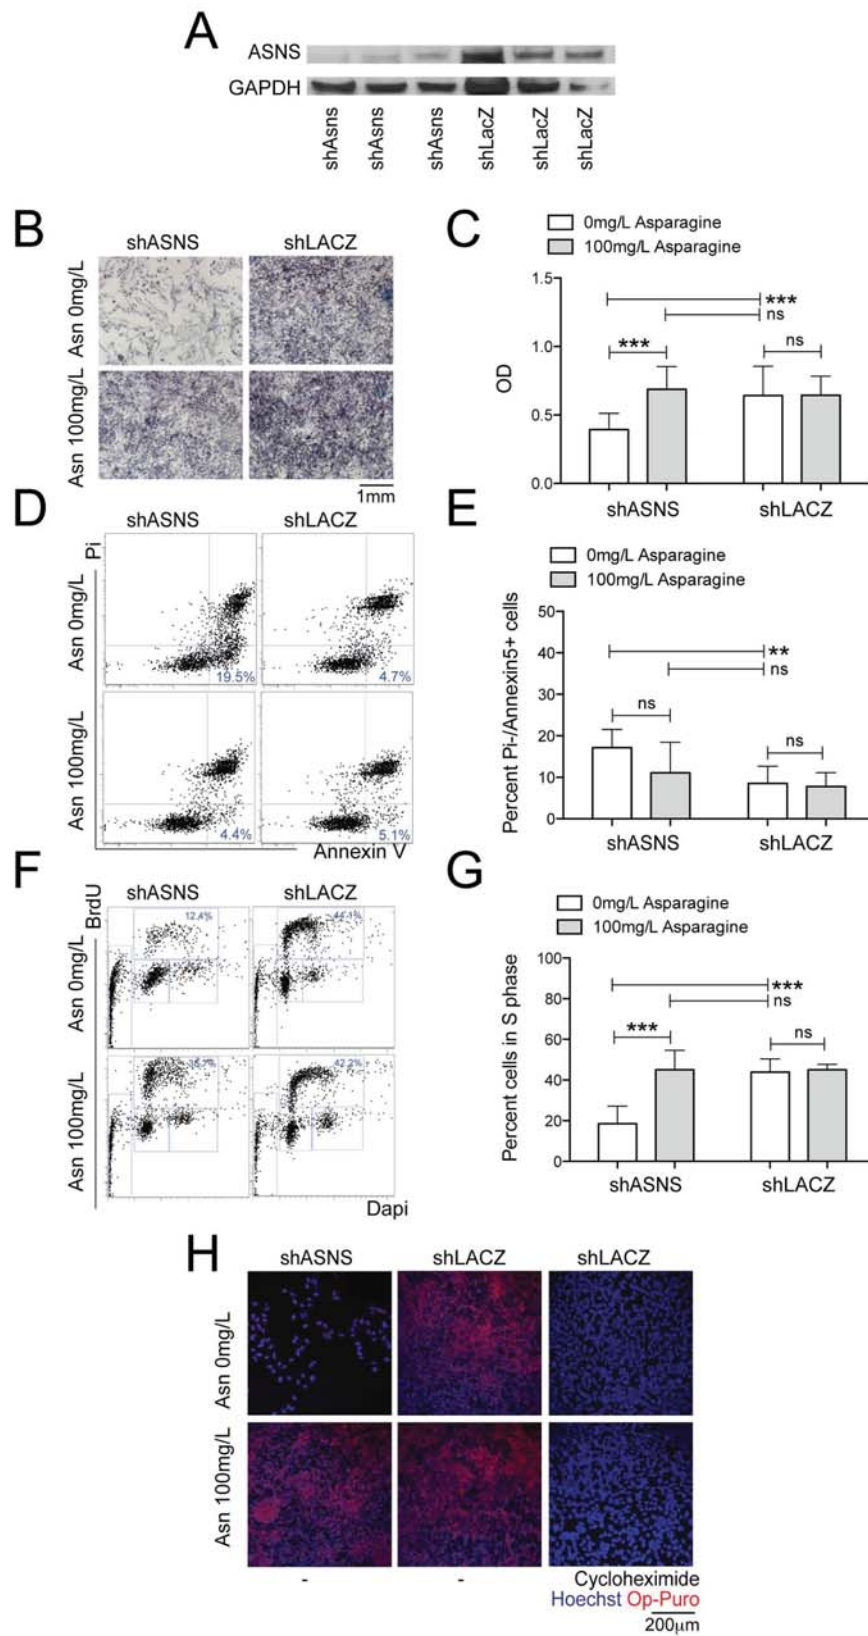 A
ASNS
GAPDH
shAsns
shAsns
shAsns
shLacZ
shLacZ
shLacZ
B
shASNS
shLACZ
Asn 0mg/L
Asn 100mg/L
1mm
C
0mg/L Asparagine
100mg/L Asparagine
OD
1.5
1.0
0.5
0.0
***
ns
***
ns
shASNS
shLACZ
D
shASNS
shLACZ
Pi
Asn 0mg/L
19.5%
4.7%
Asn 100mg/L
4.4%
5.1%
Annexin V
E
0mg/L Asparagine
100mg/L Asparagine
Percent Pi-/Annexin5+ cells
50
40
30
20
10
0
**
ns
ns
ns
shASNS
shLACZ
F
shASNS
shLACZ
BrdU
Asn 0mg/L
12.4%
44.1%
Asn 100mg/L
42.2%
Dapi
G
0mg/L Asparagine
100mg/L Asparagine
Percent cells in S phase
100
80
60
40
20
0
***
ns
***
ns
shASNS
shLACZ
H
shASNS
shLACZ
shLACZ
Asn 0mg/L
Asn 100mg/L
-
-
Cycloheximide
Hoechst Op-Puro
200μm